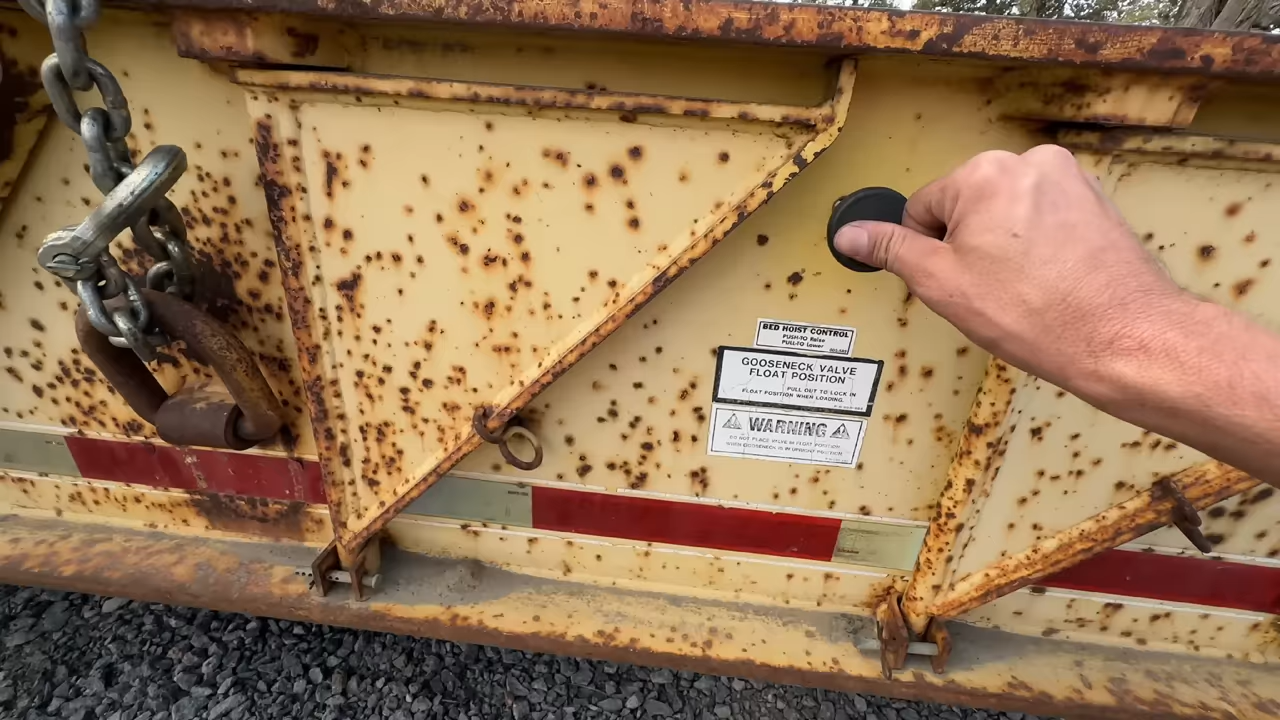 BED HOIST CONTROL
PUSH-TO Raise
PULL-TO Lower
GOOSENECK VALVE
FLOAT POSITION
PULL OUT TO LOCK IN
FLOAT POSITION WHEN LOADING.
WARNING
DO NOT PLACE VALVE IN FLOAT POSITION
WHEN GOOSENECK IS IN UPRIGHT POSITION